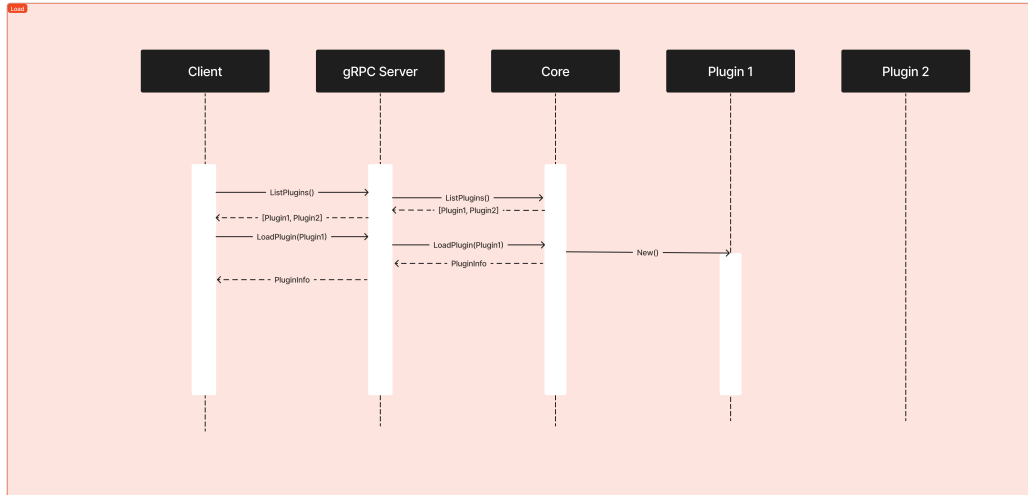 Load
Client
gRPC Server
Core
Plugin 1
Plugin 2
ListPlugins()
ListPlugins()
[Plugin1, Plugin2]
[Plugin1, Plugin2]
LoadPlugin(Plugin1)
LoadPlugin(Plugin1)
New()
PluginInfo
PluginInfo